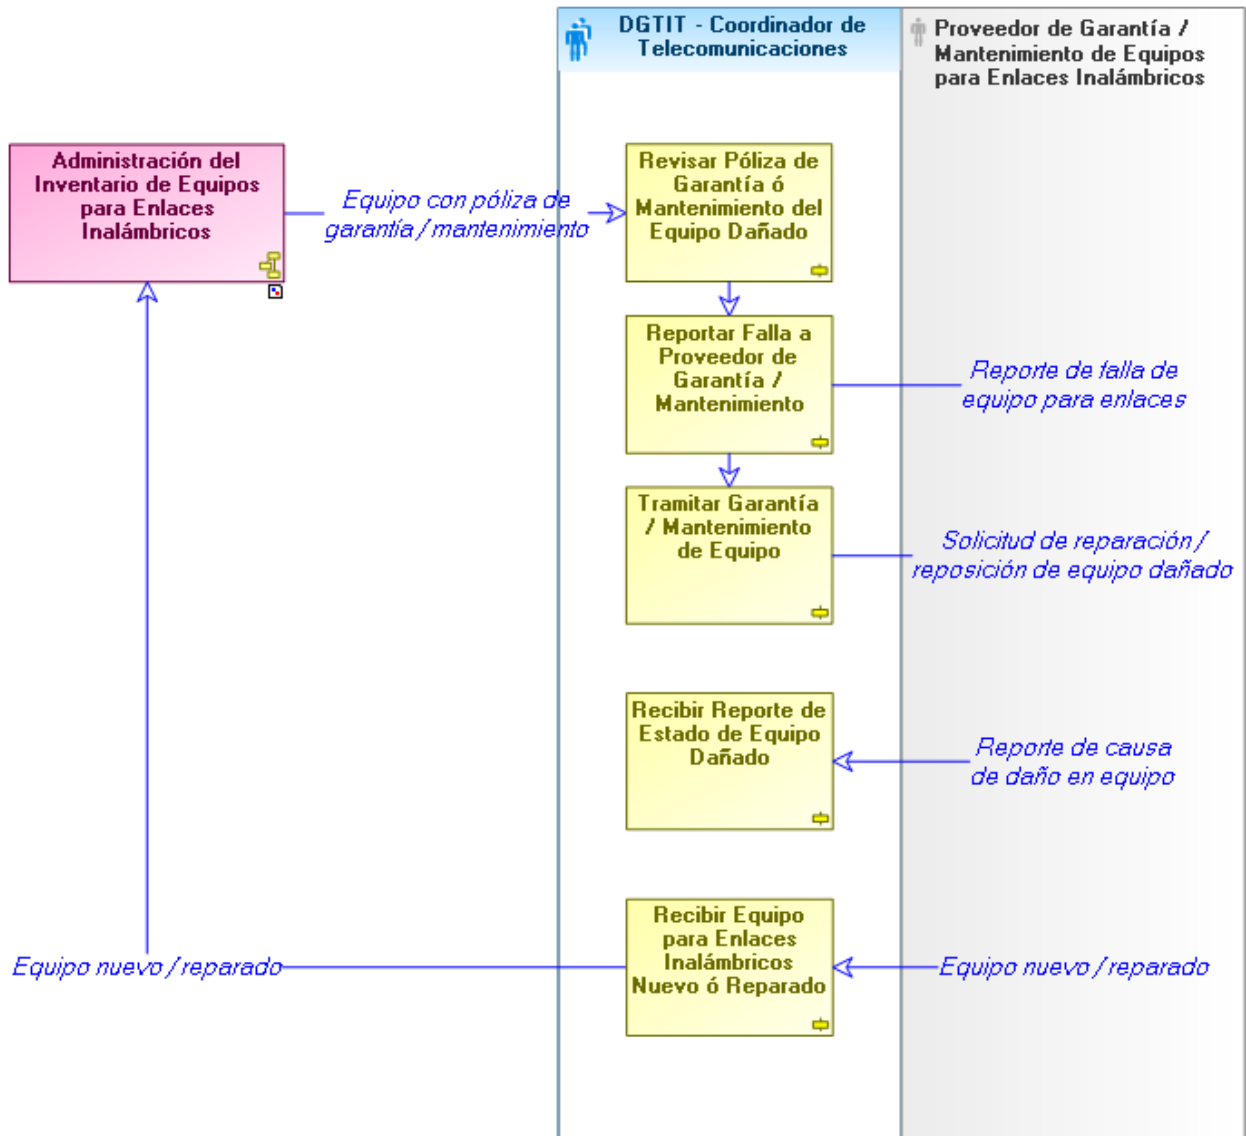 DGTIT - Coordinador de
Telecomunicaciones
Proveedor de Garantía /
Mantenimiento de Equipos
para Enlaces Inalámbricos
Administración del
Inventario de Equipos
para Enlaces
Inalámbricos
Equipo con póliza de
garantía / mantenimiento
Revisar Póliza de
Garantía ó
Mantenimiento del
Equipo Dañado
Reportar Falla a
Proveedor de
Garantía /
Mantenimiento
Reporte de falla de
equipo para enlaces
Tramitar Garantía
/ Mantenimiento
de Equipo
Solicitud de reparación /
reposición de equipo dañado
Recibir Reporte de
Estado de Equipo
Dañado
Reporte de causa
de daño en equipo
Recibir Equipo
para Enlaces
Inalámbricos
Nuevo ó Reparado
Equipo nuevo / reparado
Equipo nuevo / reparado